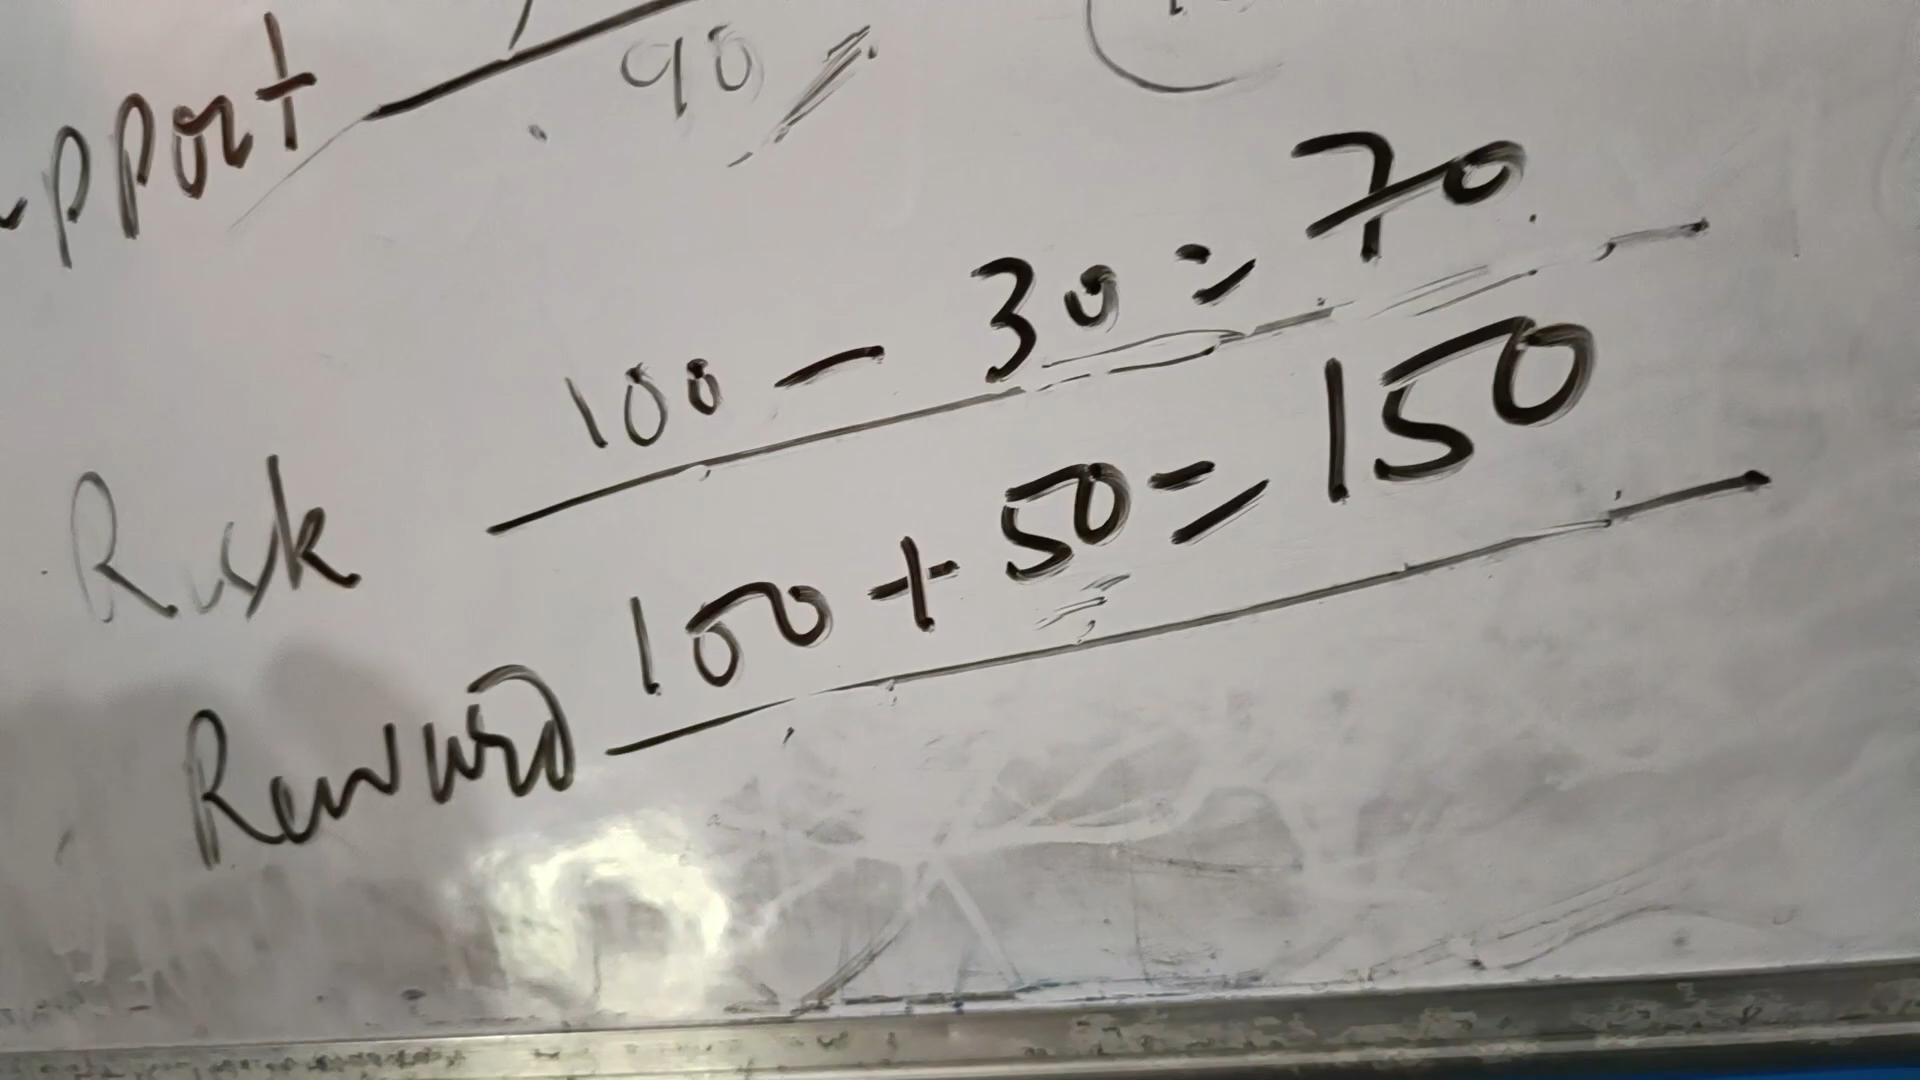 pport
90
100 - 30 = 70
Risk
100 + 50 = 150
Reward